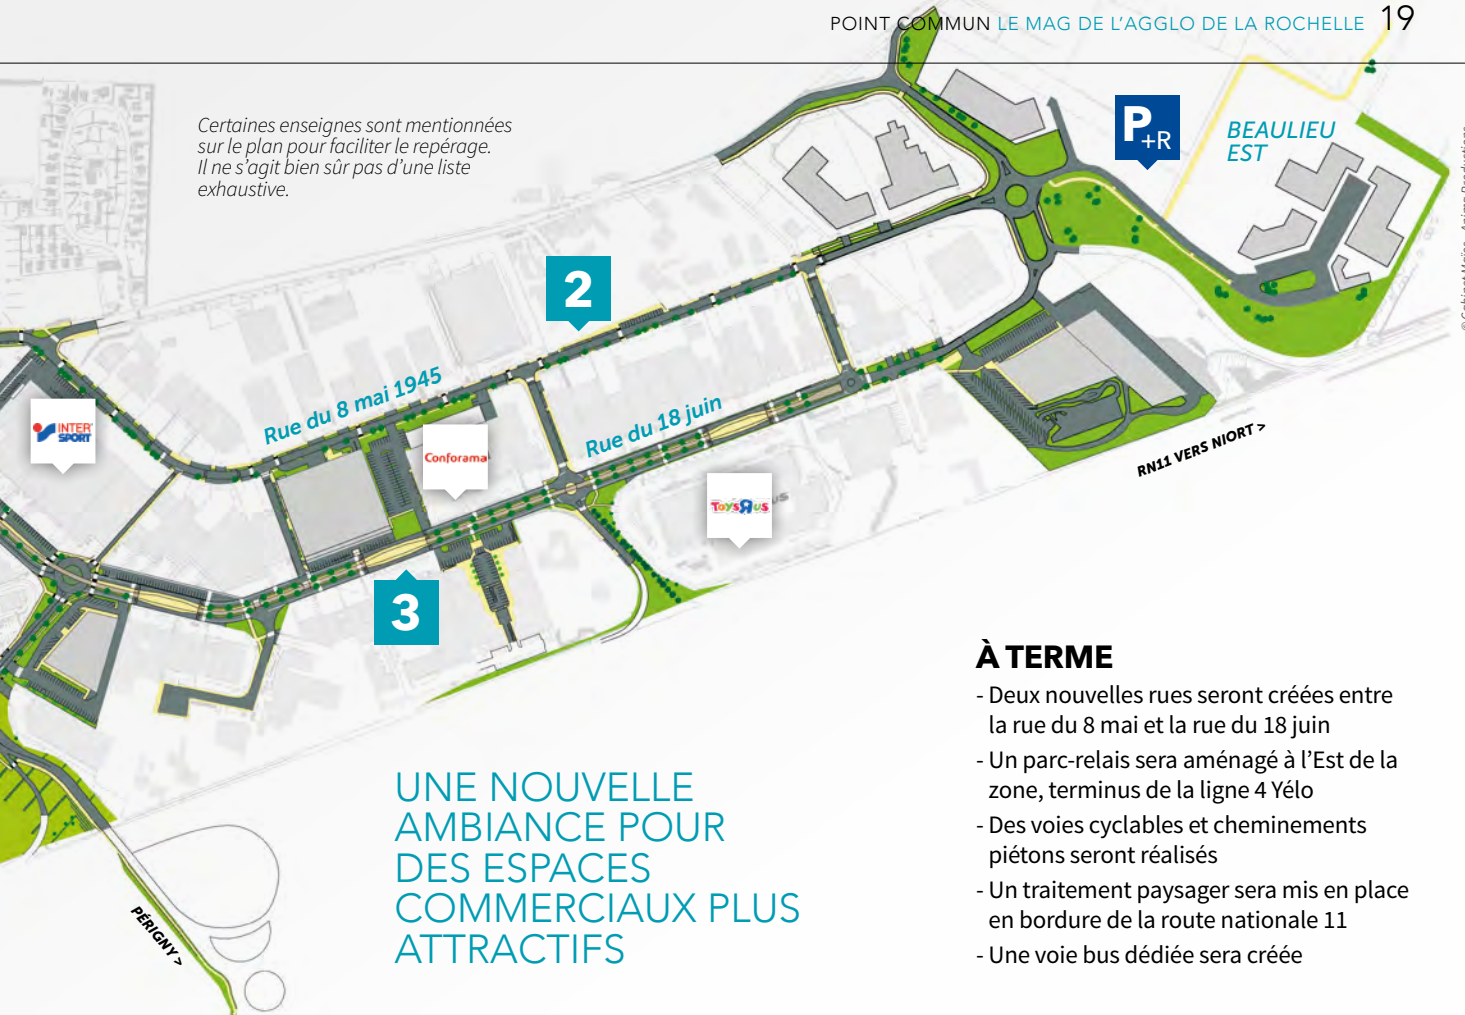 POINT COMMUN LE MAG DE L'AGGLO DE LA ROCHELLE 19
Certaines enseignes sont mentionnées
sur le plan pour faciliter le repérage.
Il ne s'agit bien sûr pas d'une liste
exhaustive.
P+R
BEAULIEU
EST
2
Rue du 8 mai 1945
Rue du 18 juin
INTER
SPORT
Conforama
TOYSRUS
RN11 VERS NIORT >
3
PÉRIGNY >
UNE NOUVELLE
AMBIANCE POUR
DES ESPACES
COMMERCIAUX PLUS
ATTRACTIFS
À TERME
- Deux nouvelles rues seront créées entre
la rue du 8 mai et la rue du 18 juin
- Un parc-relais sera aménagé à l'Est de la
zone, terminus de la ligne 4 Yélo
- Des voies cyclables et cheminements
piétons seront réalisés
- Un traitement paysager sera mis en place
en bordure de la route nationale 11
- Une voie bus dédiée sera créée